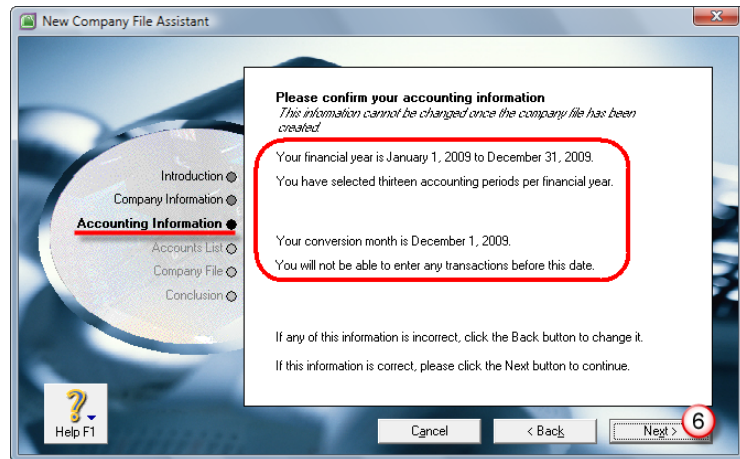 New Company File Assistant
Please confirm your accounting information
This information cannot be changed once the company file has been
created.
Your financial year is January 1, 2009 to December 31, 2009.
You have selected thirteen accounting periods per financial year.
Introduction
Company Information
Accounting Information
Accounts List
Company File
Conclusion
Your conversion month is December 1, 2009.
You will not be able to enter any transactions before this date.
If any of this information is incorrect, click the Back button to change it.
If this information is correct, please click the Next button to continue.
Help F1
Cancel
< Back
Next >
6